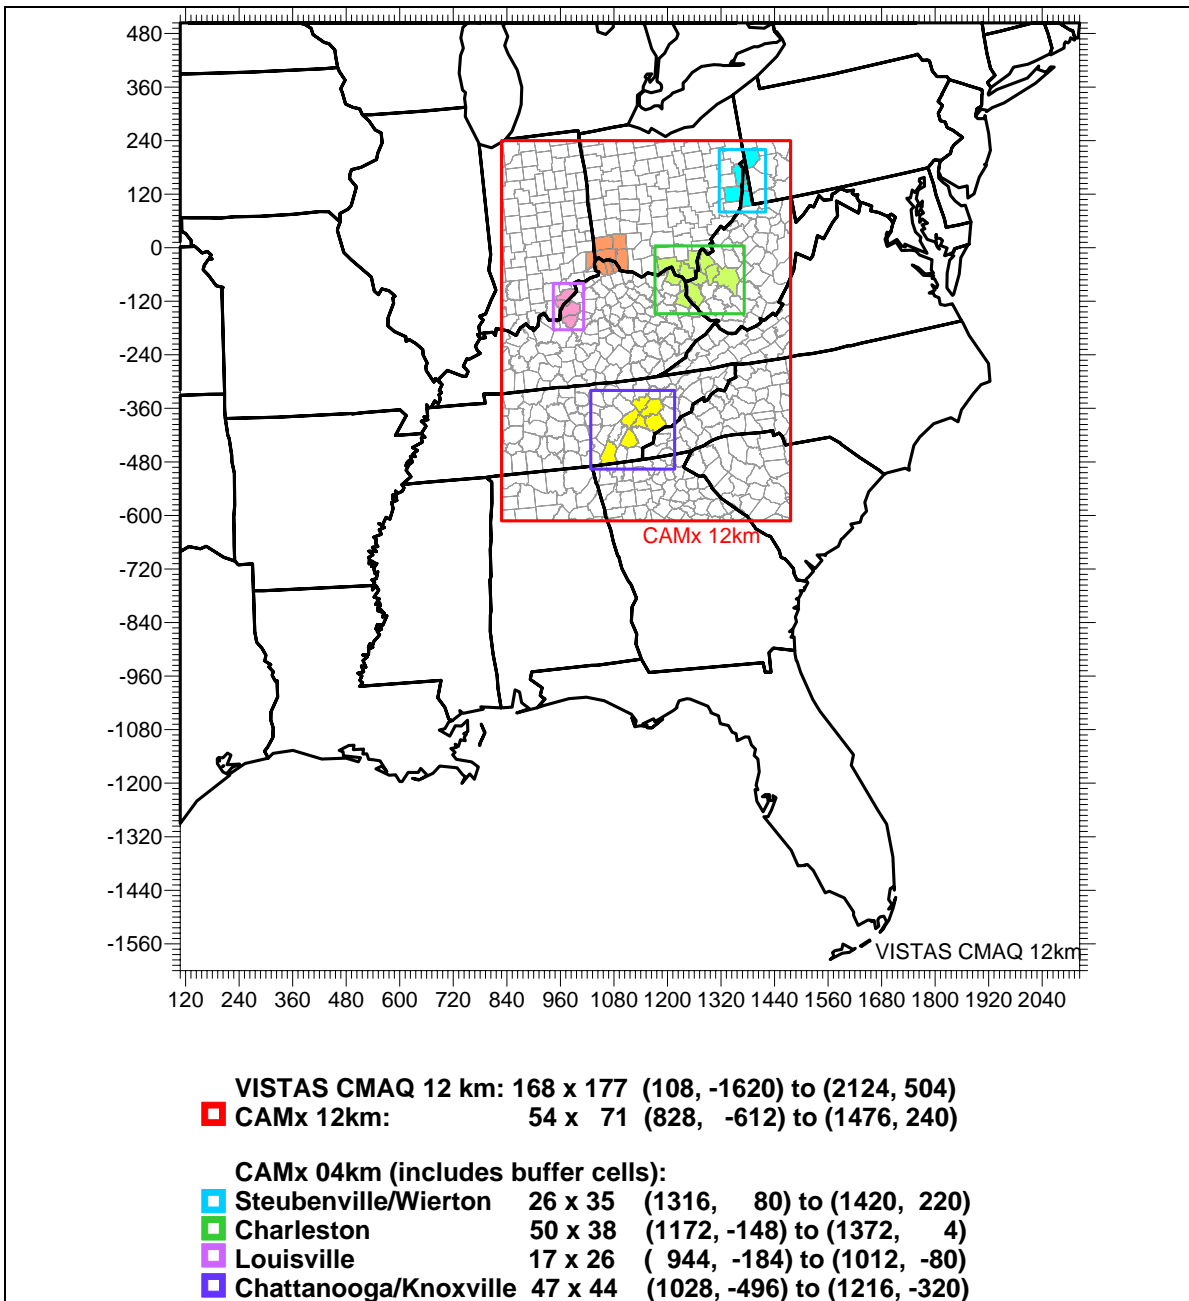 480
360
240
120
0
-120
-240
-360
-480
-600
-720
-840
-960
-1080
-1200
-1320
-1440
-1560
CAMx 12km
VISTAS CMAQ 12km
120 240 360 480 600 720 840 960 1080 1200 1320 1440 1560 1680 1800 1920 2040
VISTAS CMAQ 12 km: 168 x 177 (108, -1620) to (2124, 504)
CAMx 12km: 54 x 71 (828, -612) to (1476, 240)
CAMx 04km (includes buffer cells):
Steubenville/Wierton 26 x 35 (1316, 80) to (1420, 220)
Charleston 50 x 38 (1172, -148) to (1372, 4)
Louisville 17 x 26 ( 944, -184) to (1012, -80)
Chattanooga/Knoxville 47 x 44 (1028, -496) to (1216, -320)